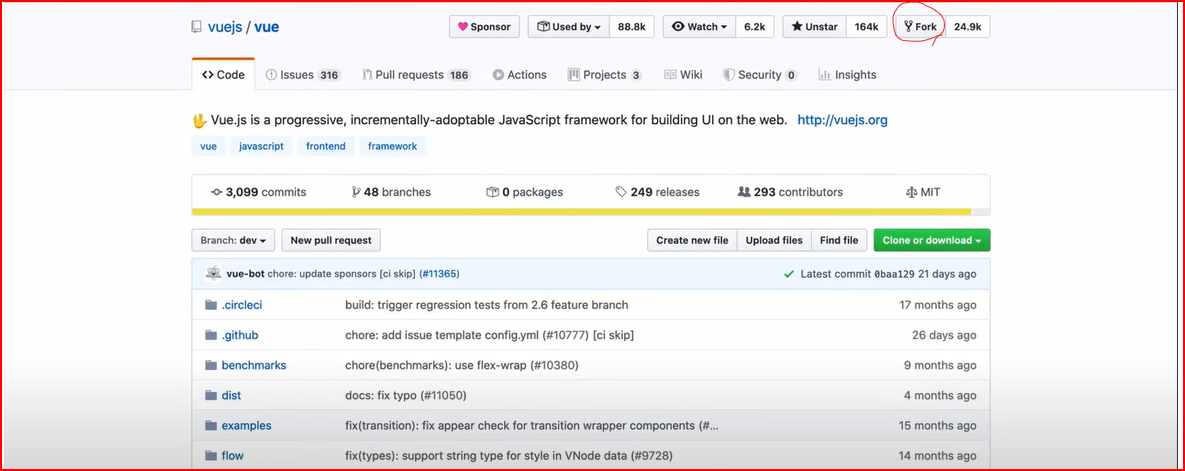 vuejs / vue Sponsor Used by 88.8k Watch 6.2k Unstar 164k Fork 24.9k
Code Issues 316 Pull requests 186 Actions Projects 3 Wiki Security 0 Insights
🖖 Vue.js is a progressive, incrementally-adoptable JavaScript framework for building UI on the web. http://vuejs.org
vue javascript frontend framework
3,099 commits 48 branches 0 packages 249 releases 293 contributors MIT
Branch: dev New pull request Create new file Upload files Find file Clone or download
vue-bot chore: update sponsors [ci skip] (#11365) Latest commit 0baa129 21 days ago
.circleci build: trigger regression tests from 2.6 feature branch 17 months ago
.github chore: add issue template config.yml (#10777) [ci skip] 26 days ago
benchmarks chore(benchmarks): use flex-wrap (#10380) 9 months ago
dist docs: fix typo (#11050) 4 months ago
examples fix(transition): fix appear check for transition wrapper components (#... 15 months ago
flow fix(types): support string type for style in VNode data (#9728) 14 months ago